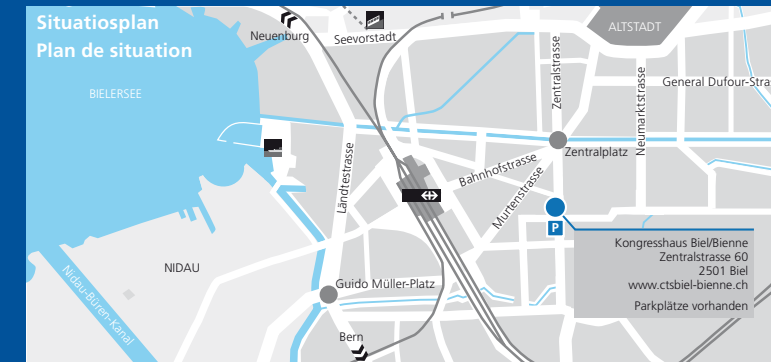 Situatiosplan
Plan de situation
Neuenburg
Seevorstadt
ALTSTADT
BIELERSEE
Zentralstrasse
Neumarktstrasse
General Dufour-Stra
Ländtestrasse
Bahnhofstrasse
Zentralplatz
Murtenstrasse
P
Kongresshaus Biel/Bienne
Zentralstrasse 60
2501 Biel
www.ctsbiel-bienne.ch
Parkplätze vorhanden
NIDAU
Nidau-Büren-Kanal
Guido Müller-Platz
Bern